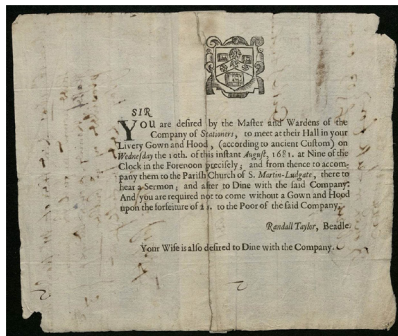 SIR
You are desired by the Master and Wardens of the
Company of Stationers, to meet at their Hall in your
Livery Gown and Hood, (according to ancient Custom) on
Wednesday the 10th. of this instant August, 1681. at Nine of the
Clock in the Forenoon precisely; and from thence to accom-
pany them to the Parish Church of S. Martin-Ludgate, there to
hear a Sermon; and after to Dine with the said Company:
And you are required not to come without a Gown and Hood
upon the forfeiture of to the Poor of the said Company.
Randall Taylor, Beadle.
Your Wife is also desired to Dine with the Company.